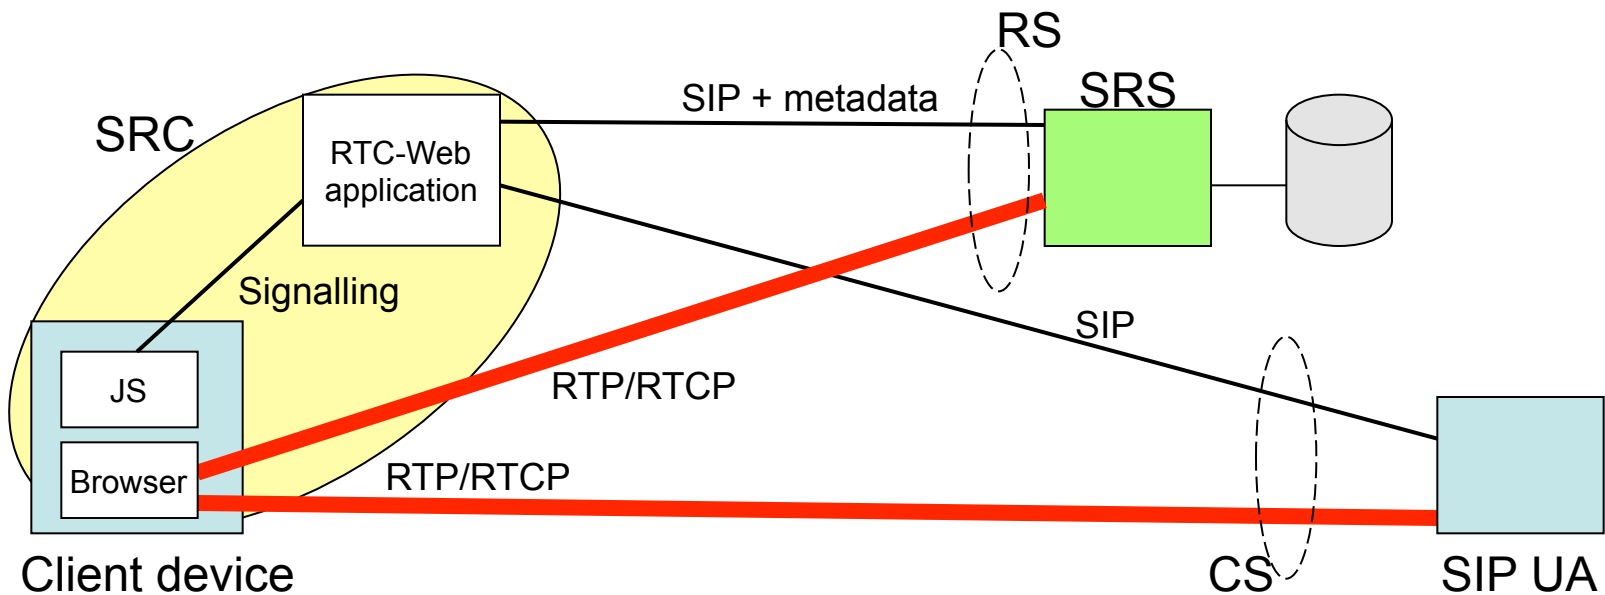 RS
SIP + metadata
SRS
SRC
RTC-Web
application
Signalling
SIP
JS
RTP/RTCP
Browser
RTP/RTCP
Client device
CS
SIP UA